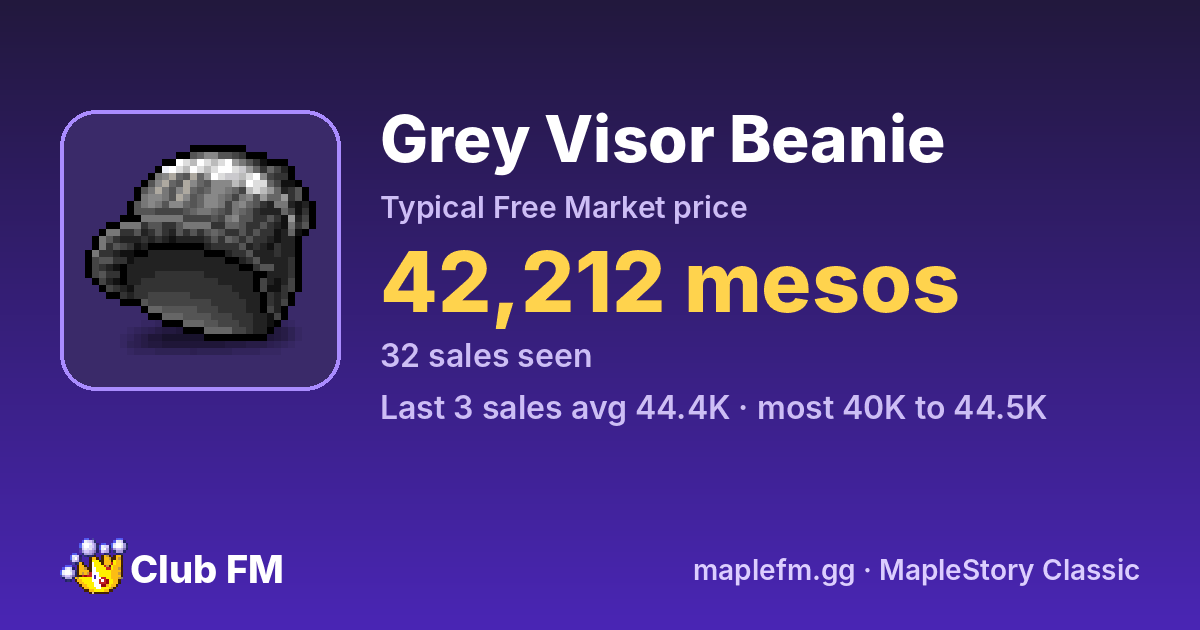 Grey Visor Beanie
Typical Free Market price
42,212 mesos
32 sales seen
Last 3 sales avg 44.4K · most 40K to 44.5K
Club FM
maplefm.gg · MapleStory Classic